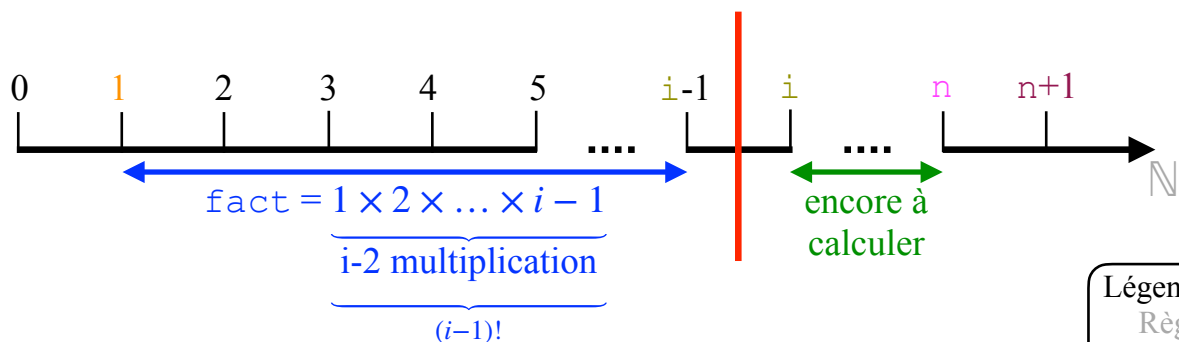 0 1 2 3 4 5 i-1 i n n+1
.... ....
ℕ
fact = 1 × 2 × … × i − 1
encore à
calculer
i-2 multiplication
(i−1)!
Légen
Règ